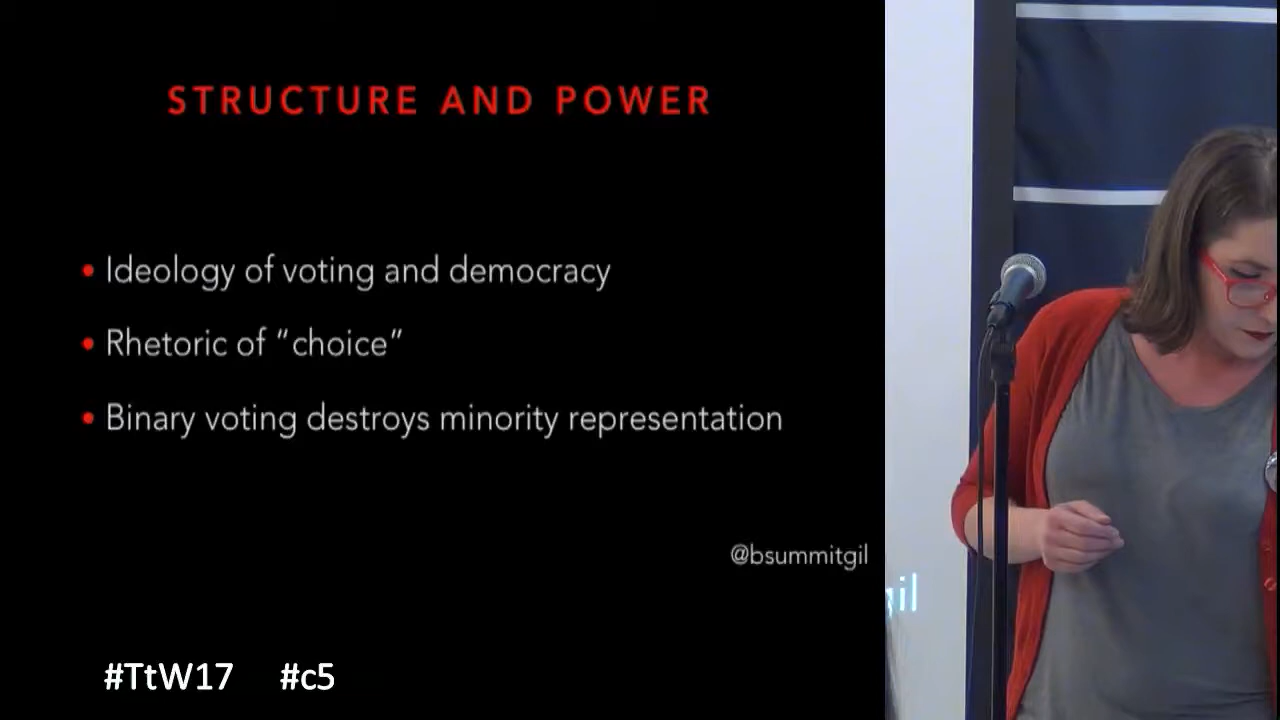 STRUCTURE AND POWER
• Ideology of voting and democracy
• Rhetoric of “choice”
• Binary voting destroys minority representation
@bsummitgil
gil
#TtW17 #c5